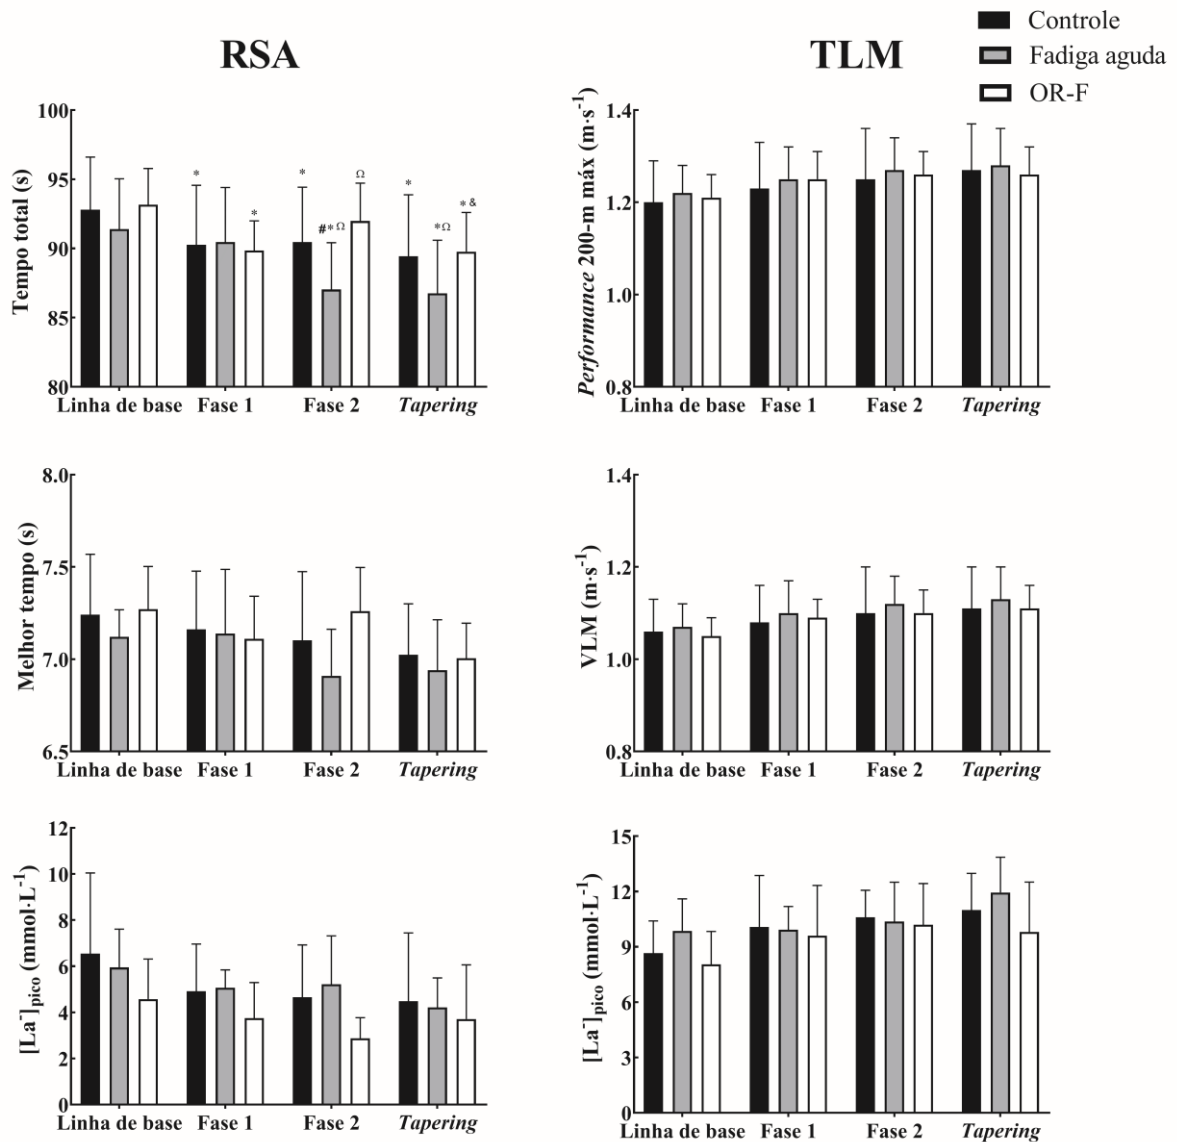 RSA
TLM
Controle
Fadiga aguda
OR-F
Tempo total (s)
100
95
90
85
80
*
*
*
#*Ω
Ω
*
*Ω
*&
Linha de base Fase 1 Fase 2 Tapering
Performance 200-m máx (m·s⁻¹)
1.4
1.2
1.0
0.8
Linha de base Fase 1 Fase 2 Tapering
Melhor tempo (s)
8.0
7.5
7.0
6.5
Linha de base Fase 1 Fase 2 Tapering
VLM (m·s⁻¹)
1.4
1.2
1.0
0.8
Linha de base Fase 1 Fase 2 Tapering
[La⁻]pico (mmol·L⁻¹)
12
10
8
6
4
2
0
Linha de base Fase 1 Fase 2 Tapering
[La⁻]pico (mmol·L⁻¹)
15
12
9
6
3
0
Linha de base Fase 1 Fase 2 Tapering